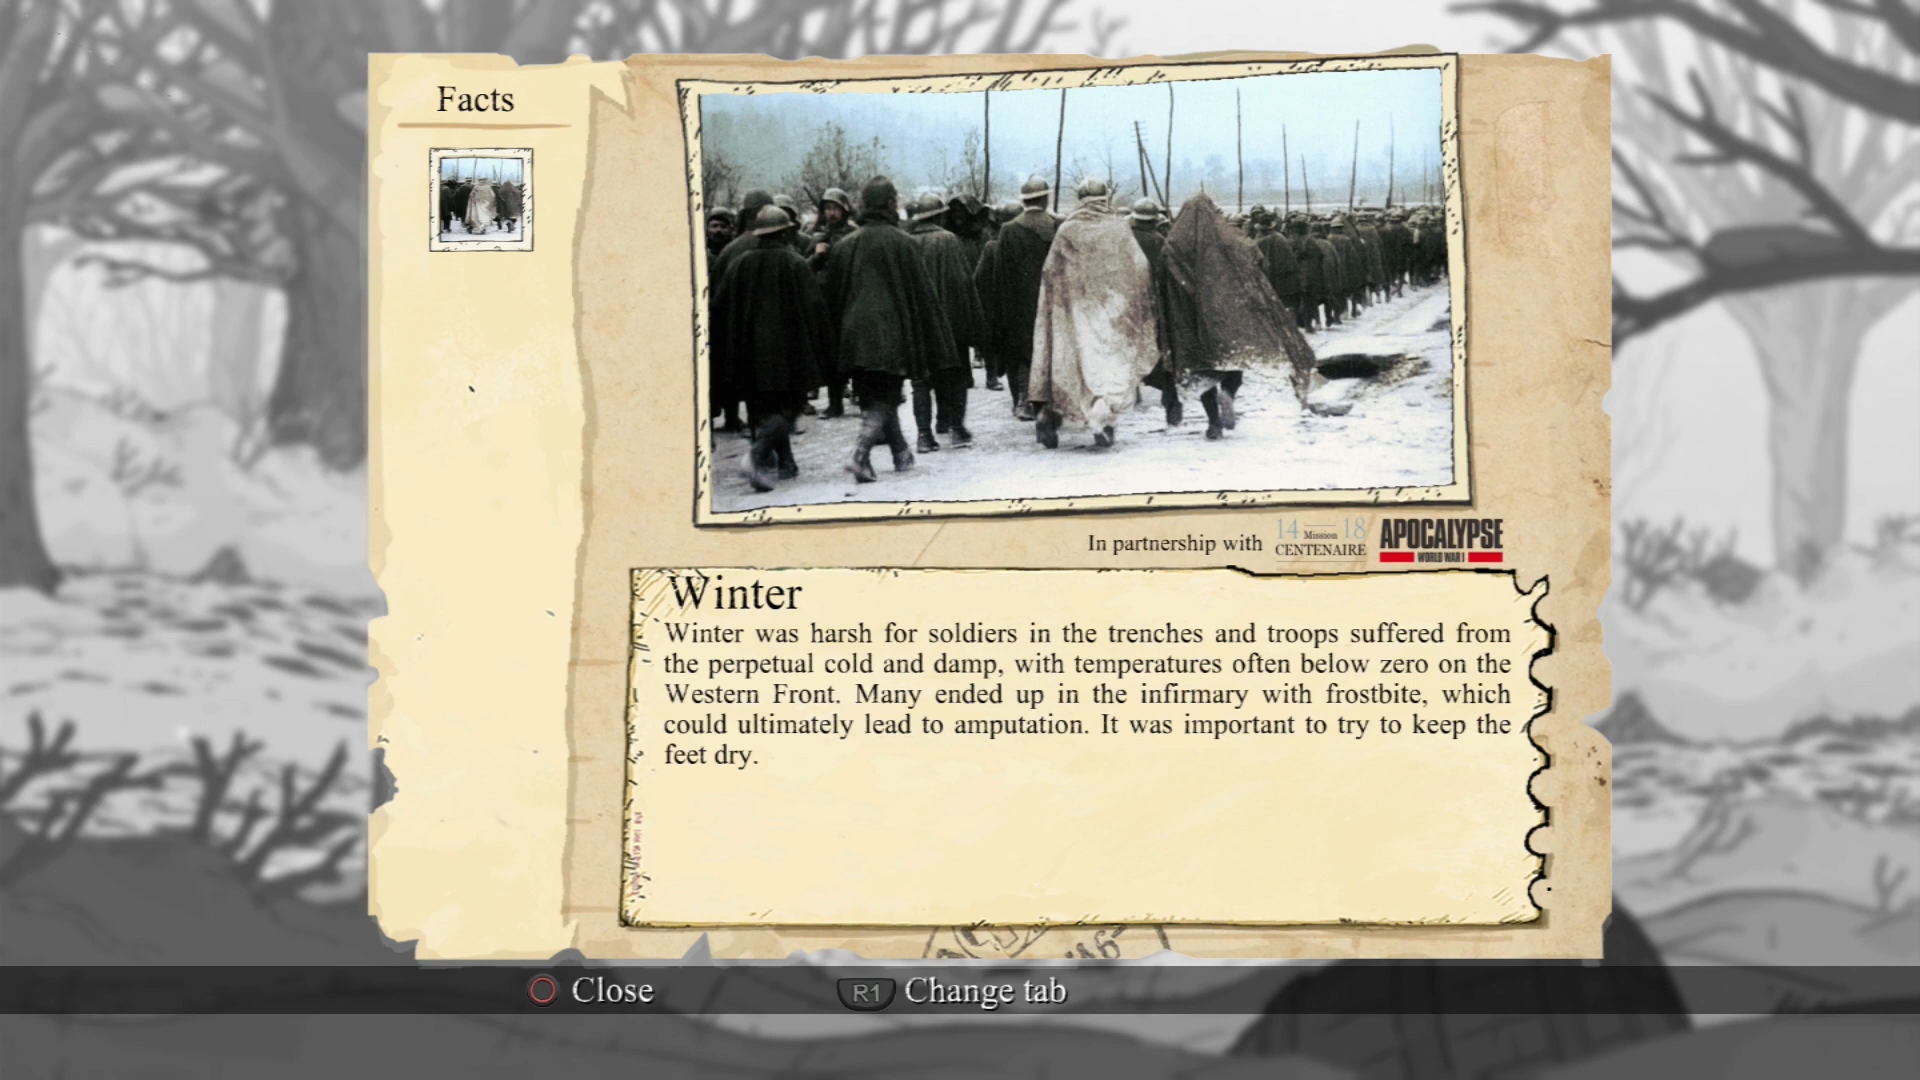 Facts
In partnership with
14 Mission 18
CENTENAIRE
APOCALYPSE
WORLD WAR I
Winter
Winter was harsh for soldiers in the trenches and troops suffered from
the perpetual cold and damp, with temperatures often below zero on the
Western Front. Many ended up in the infirmary with frostbite, which
could ultimately lead to amputation. It was important to try to keep the
feet dry.
Close
R1 Change tab